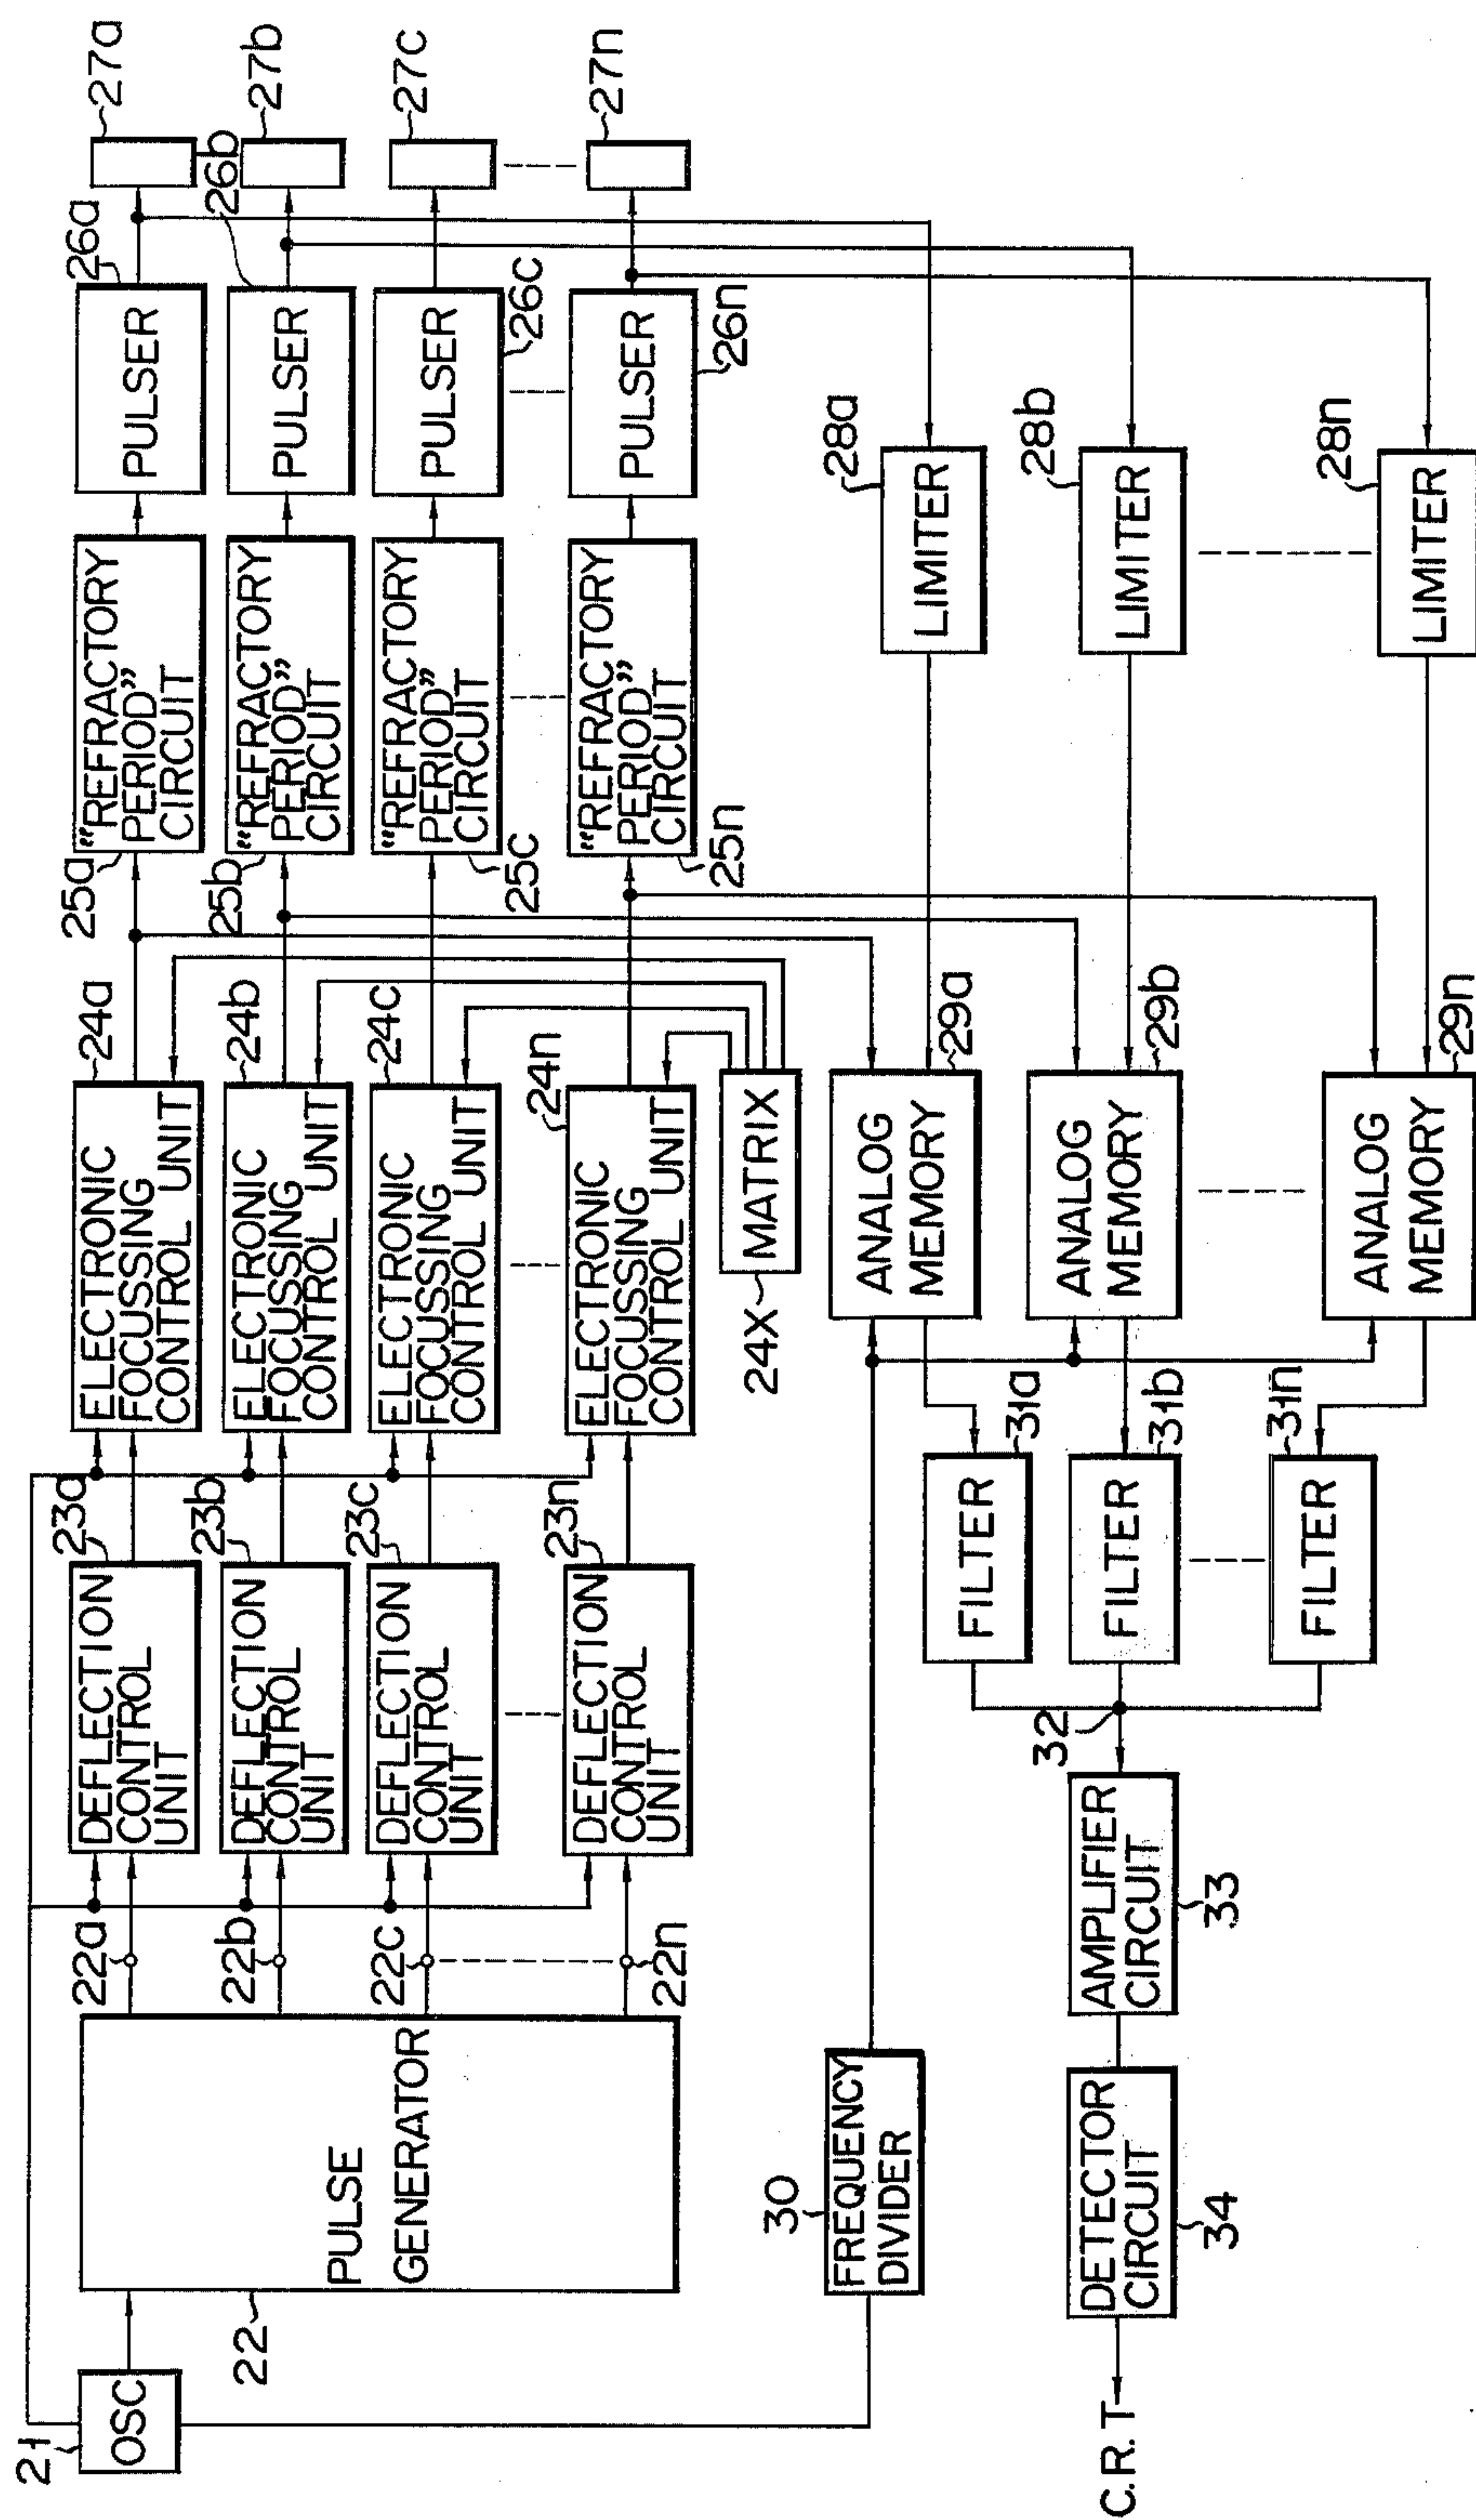 21
OSC
22
PULSE
GENERATOR
22a
22b
22c
22n
DEFLECTION
CONTROL
UNIT
23a
DEFLECTION
CONTROL
UNIT
23b
DEFLECTION
CONTROL
UNIT
23c
DEFLECTION
CONTROL
UNIT
23n
ELECTRONIC
FOCUSSING
CONTROL UNIT
24a
ELECTRONIC
FOCUSSING
CONTROL UNIT
24b
ELECTRONIC
FOCUSSING
CONTROL UNIT
24c
ELECTRONIC
FOCUSSING
CONTROL UNIT
24n
24X
MATRIX
25a
"REFRACTORY
PERIOD"
CIRCUIT
25b
"REFRACTORY
PERIOD"
CIRCUIT
25c
"REFRACTORY
PERIOD"
CIRCUIT
25n
"REFRACTORY
PERIOD"
CIRCUIT
PULSER
26a
PULSER
26b
PULSER
26c
PULSER
26n
27a
27b
27c
27n
LIMITER
28a
LIMITER
28b
LIMITER
28n
ANALOG
MEMORY
29a
ANALOG
MEMORY
29b
ANALOG
MEMORY
29n
30
FREQUENCY
DIVIDER
FILTER
31a
FILTER
31b
FILTER
31n
32
AMPLIFIER
CIRCUIT
33
DETECTOR
CIRCUIT
34
C.R.T